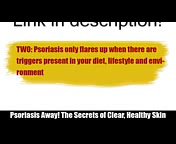 Link in description!
TWO: Psoriasis only flares up when there are
triggers present in your diet, lifestyle and envi-
ronment
Psoriasis Away! The Secrets of Clear, Healthy Skin